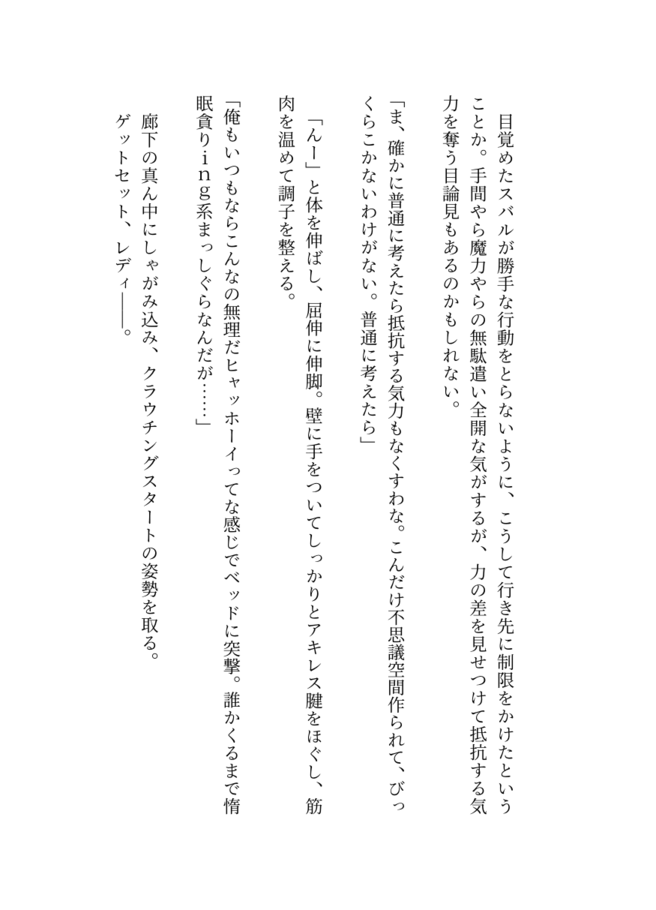 目覚めたスバルが勝手な行動をとらないように、こうして行き先に制限をかけたという
ことか。手間やら魔力やらの無駄遣い全開な気がするが、力の差を見せつけて抵抗する気
力を奪う目論見もあるのかもしれない。
「ま、確かに普通に考えたら抵抗する気力もなくすわな。こんだけ不思議空間作られて、びっ
くらこかないわけがない。普通に考えたら」
「んー」と体を伸ばし、屈伸に伸脚。壁に手をついてしっかりとアキレス腱をほぐし、筋
肉を温めて調子を整える。
「俺もいつもならこんなの無理だヒャッホーイってな感じでベッドに突撃。誰かくるまで惰
眠貪りｉｎｇ系まっしぐらなんだが……」
廊下の真ん中にしゃがみ込み、クラウチングスタートの姿勢を取る。
ゲットセット、レディ――。